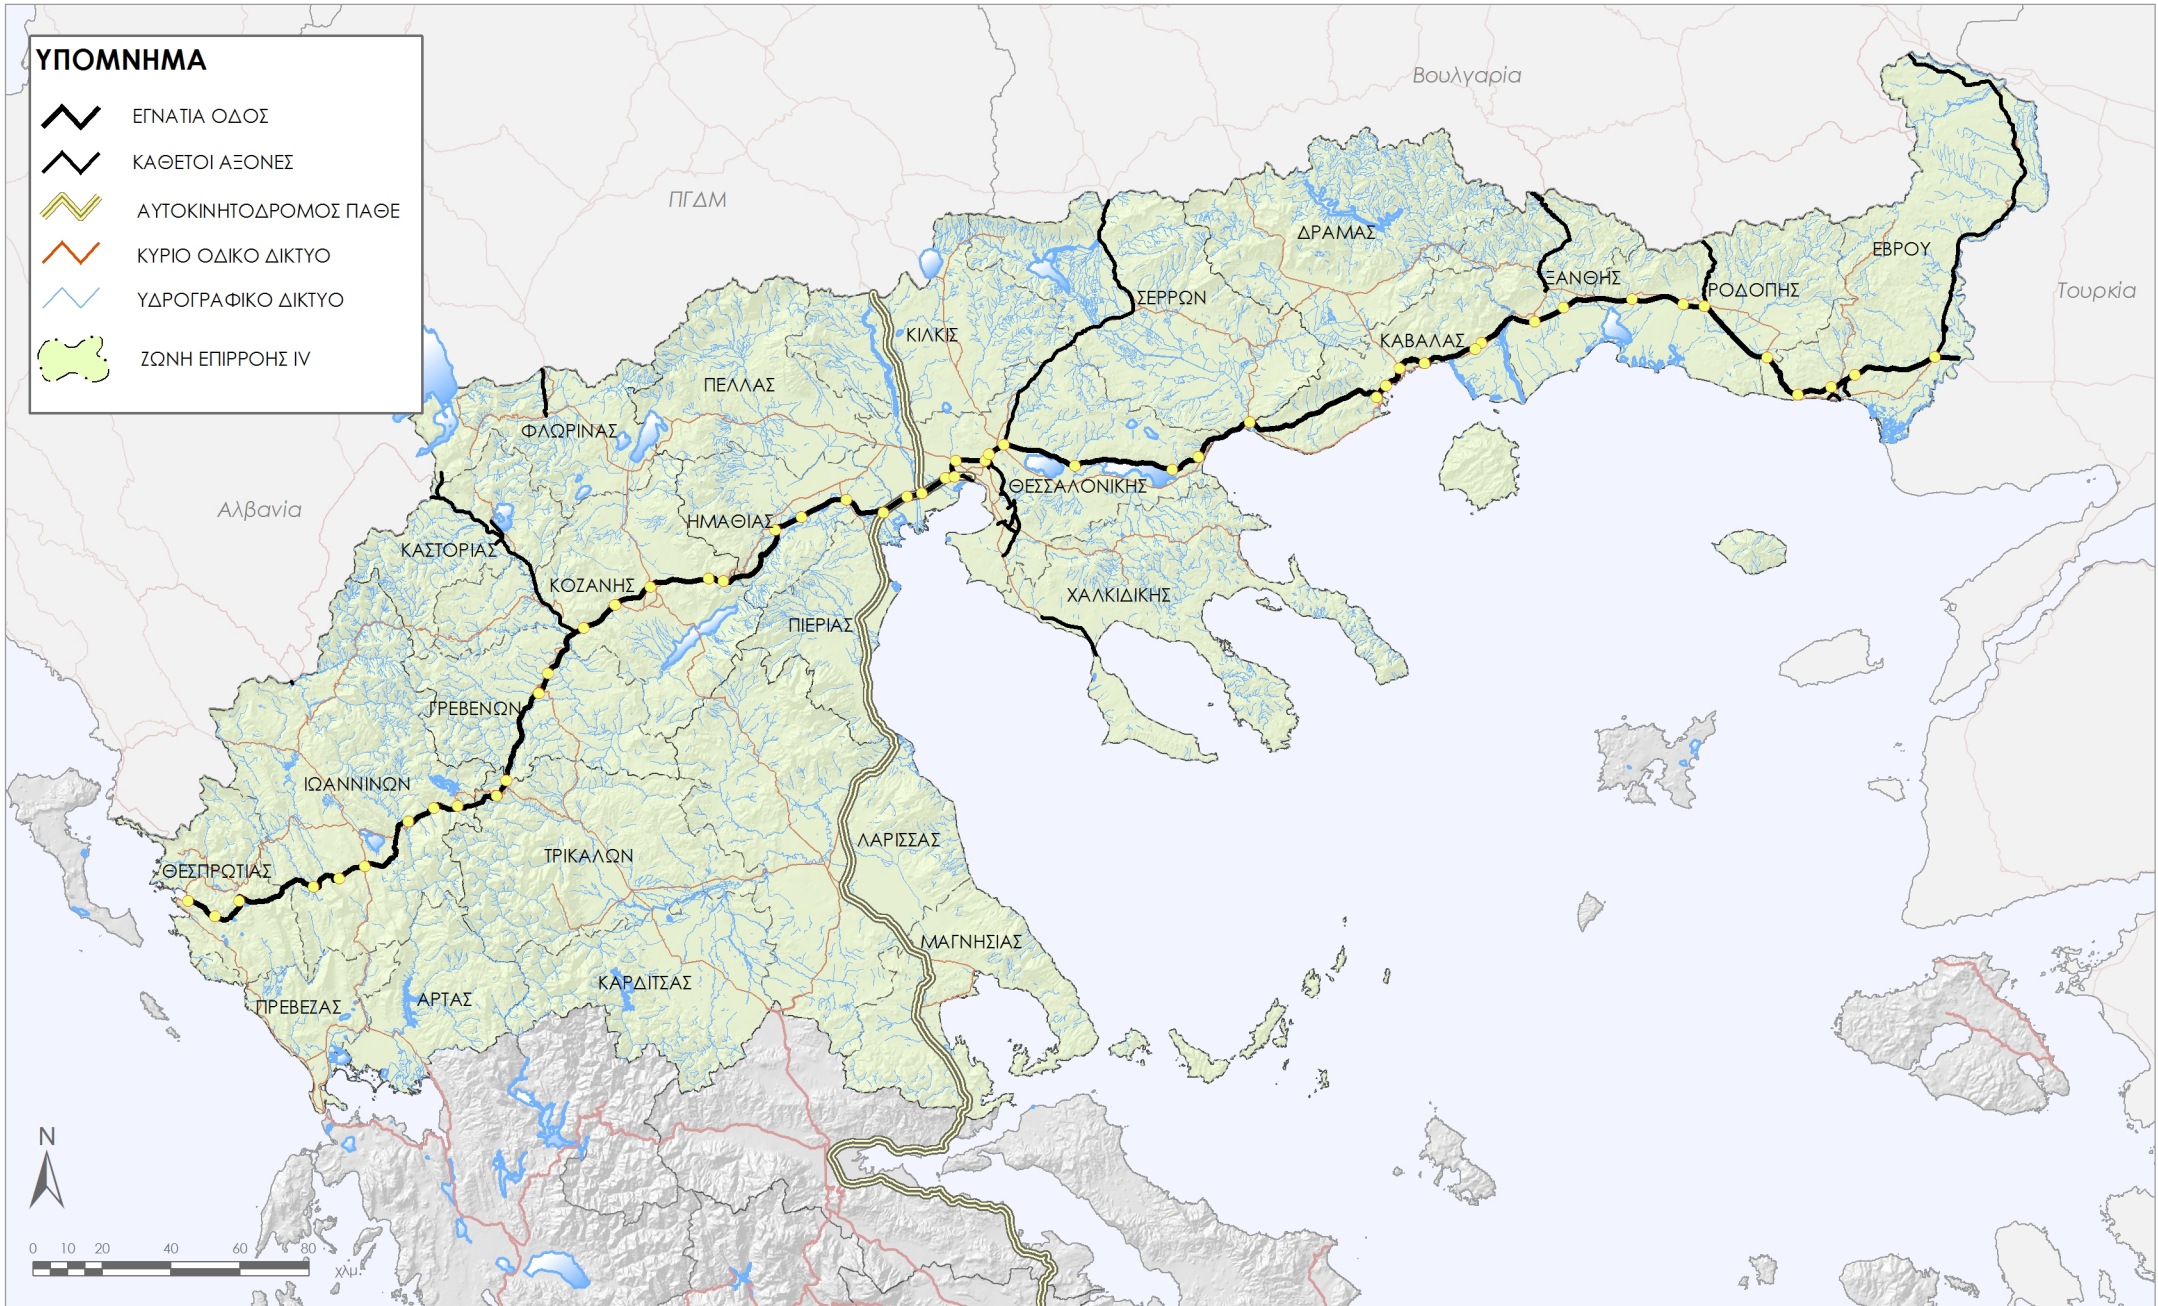 ΥΠΟΜΝΗΜΑ
ΕΓΝΑΤΙΑ ΟΔΟΣ
ΚΑΘΕΤΟΙ ΑΞΟΝΕΣ
ΑΥΤΟΚΙΝΗΤΟΔΡΟΜΟΣ ΠΑΘΕ
ΚΥΡΙΟ ΟΔΙΚΟ ΔΙΚΤΥΟ
ΥΔΡΟΓΡΑΦΙΚΟ ΔΙΚΤΥΟ
ΖΩΝΗ ΕΠΙΡΡΟΗΣ IV
Βουλγαρία
ΠΓΔΜ
Τουρκία
Αλβανία
ΔΡΑΜΑΣ
ΕΒΡΟΥ
ΞΑΝΘΗΣ
ΡΟΔΟΠΗΣ
ΣΕΡΡΩΝ
ΚΙΛΚΙΣ
ΚΑΒΑΛΑΣ
ΠΕΛΛΑΣ
ΦΛΩΡΙΝΑΣ
ΘΕΣΣΑΛΟΝΙΚΗΣ
ΗΜΑΘΙΑΣ
ΚΑΣΤΟΡΙΑΣ
ΚΟΖΑΝΗΣ
ΧΑΛΚΙΔΙΚΗΣ
ΠΙΕΡΙΑΣ
ΓΡΕΒΕΝΩΝ
ΙΩΑΝΝΙΝΩΝ
ΛΑΡΙΣΣΑΣ
ΤΡΙΚΑΛΩΝ
ΘΕΣΠΡΩΤΙΑΣ
ΜΑΓΝΗΣΙΑΣ
ΚΑΡΔΙΤΣΑΣ
ΑΡΤΑΣ
ΠΡΕΒΕΖΑΣ
N
0 10 20 40 60 80
χλμ.